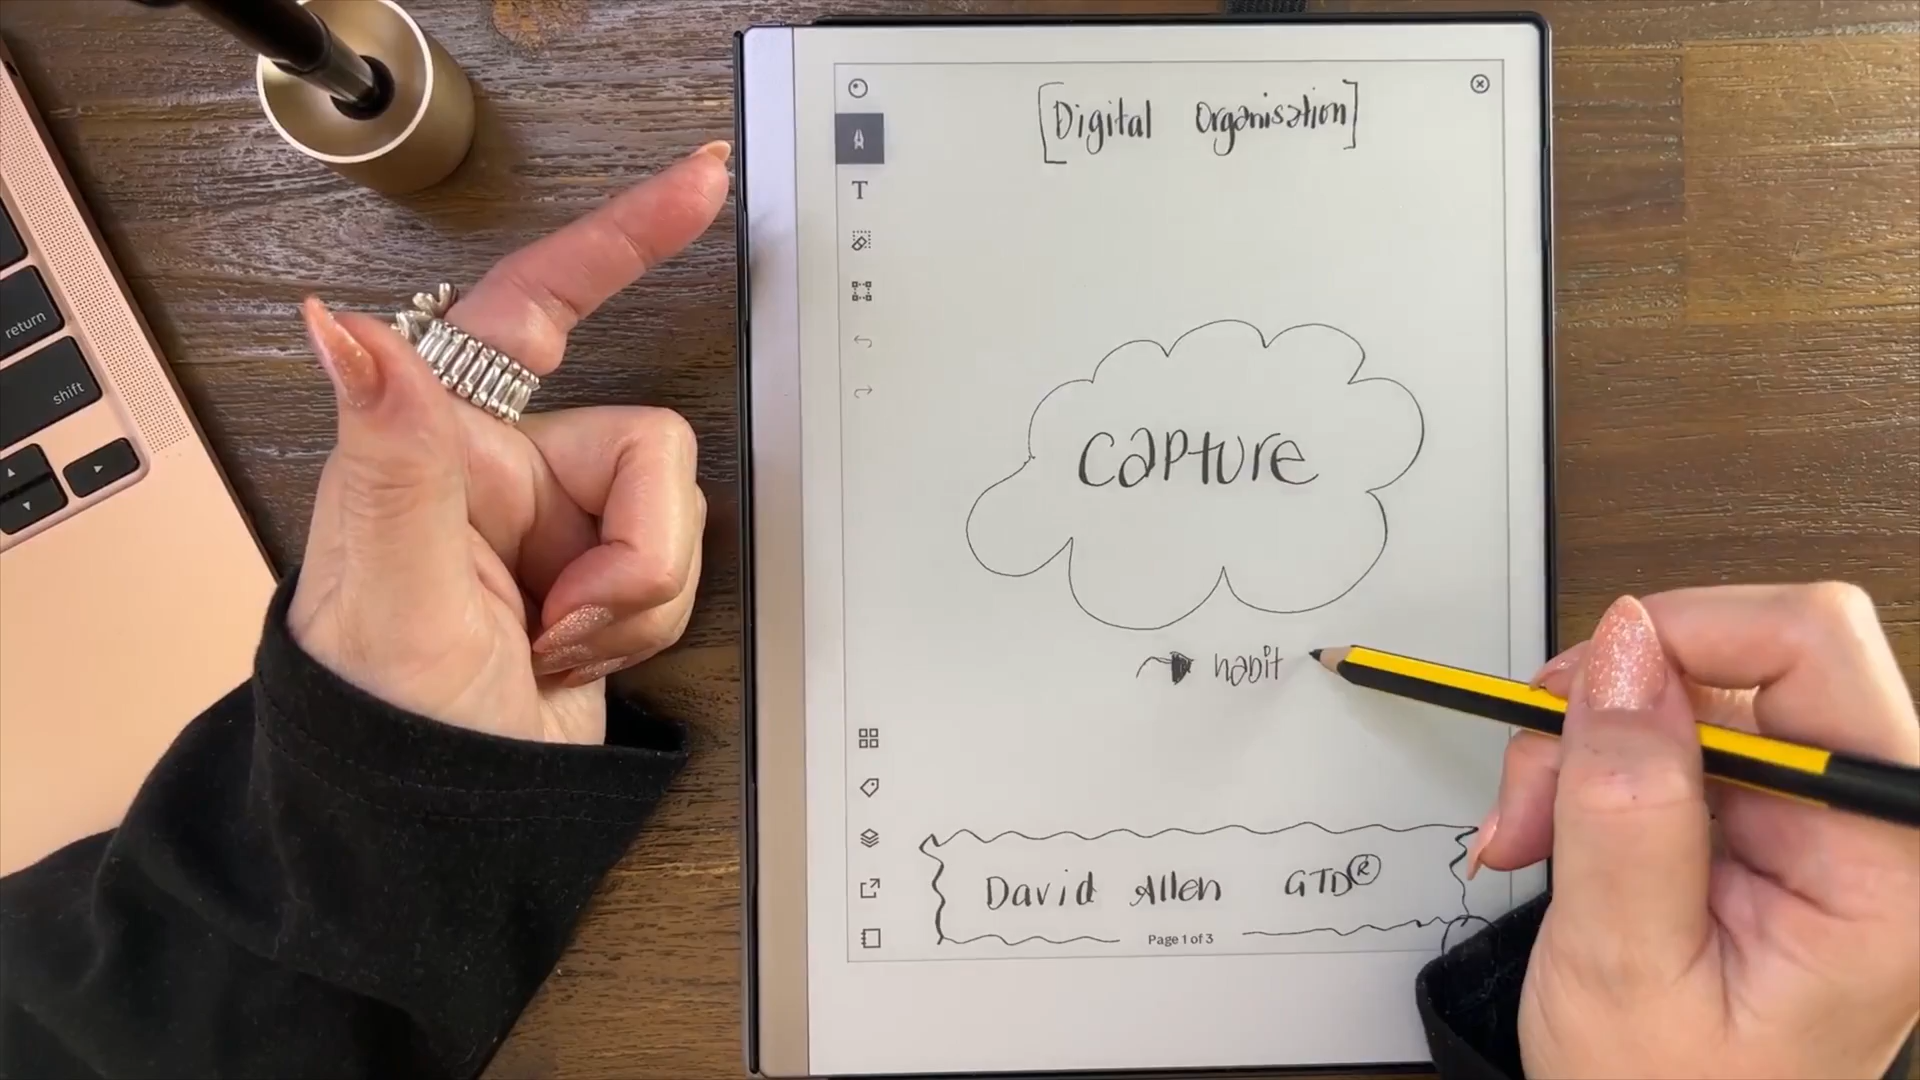 [Digital Organisation]
T
return
shift
capture
habit
David Allen GTD®
Page 1 of 3